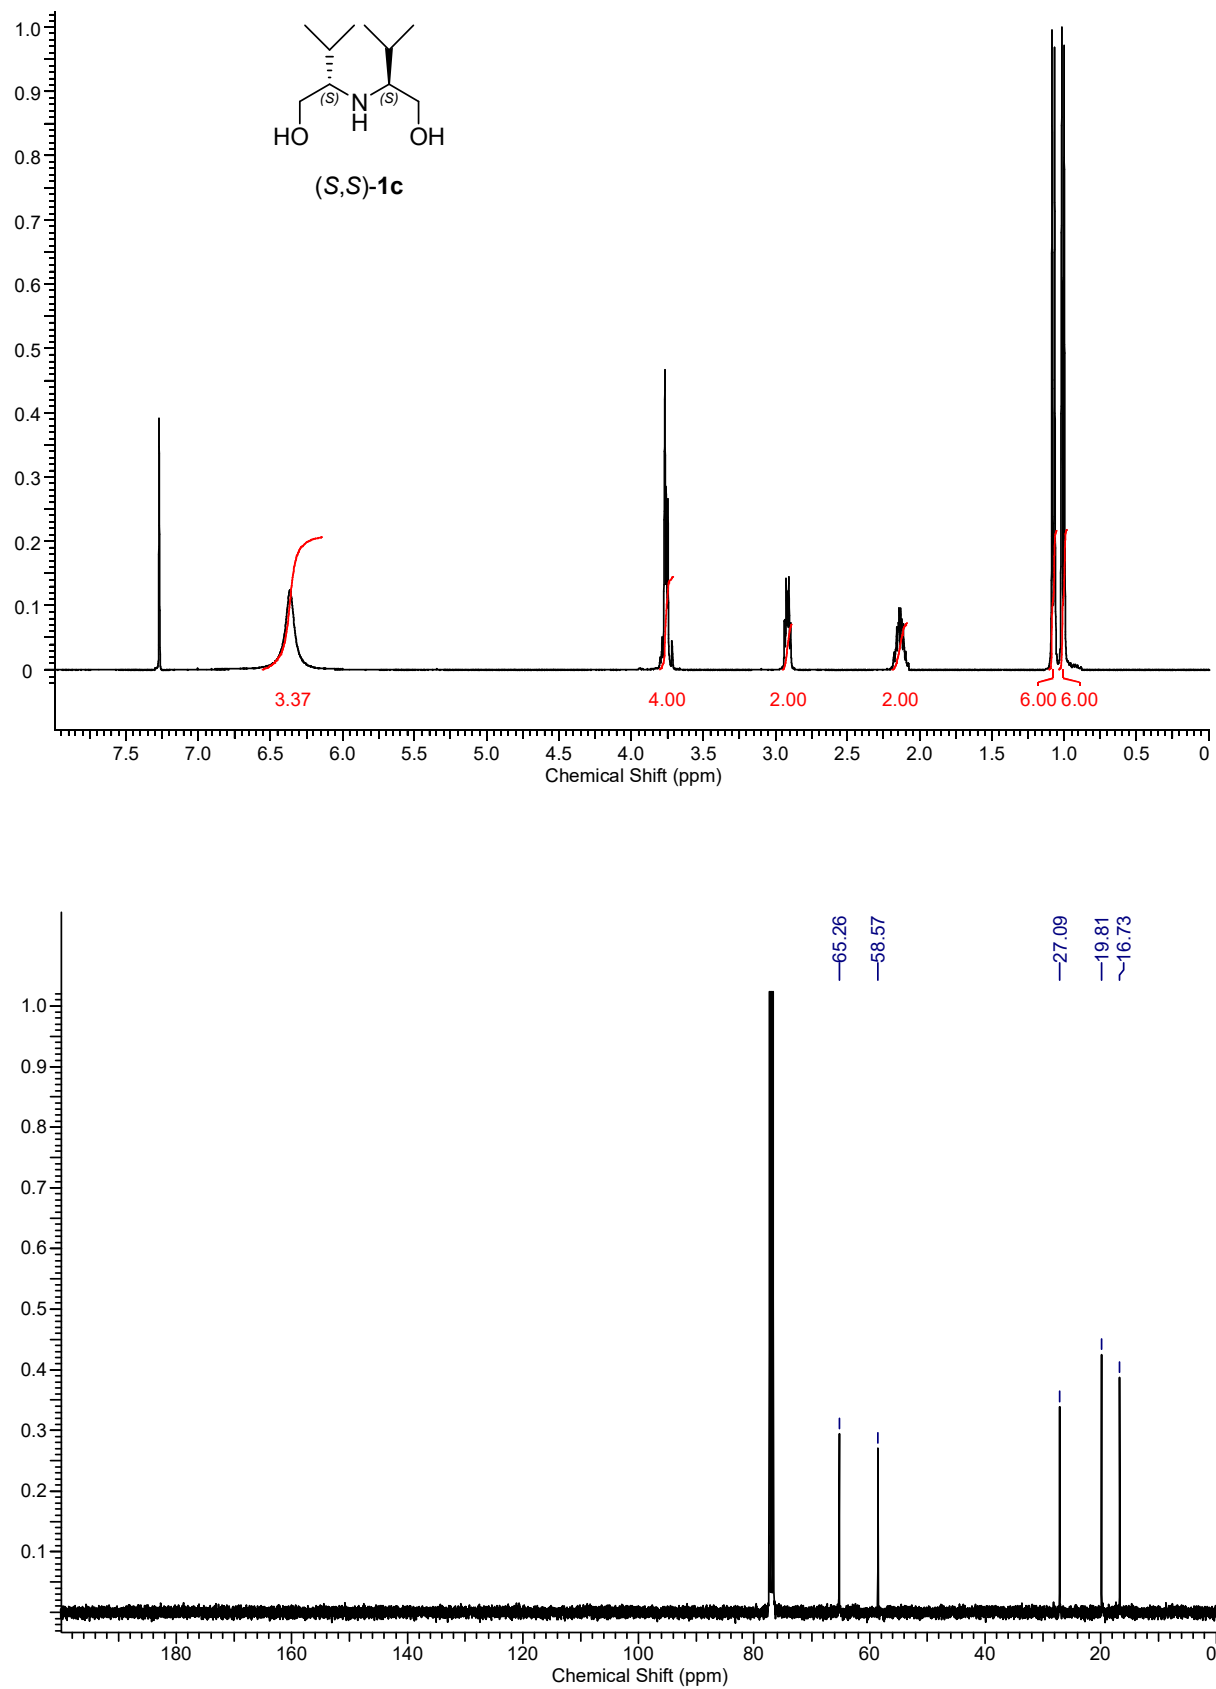 1.0
0.9
0.8
0.7
0.6
0.5
0.4
0.3
0.2
0.1
0
(S) N (S)
H
HO OH
(S,S)-1c
3.37 4.00 2.00 2.00 6.00 6.00
7.5 7.0 6.5 6.0 5.5 5.0 4.5 4.0 3.5 3.0 2.5 2.0 1.5 1.0 0.5 0
Chemical Shift (ppm)
65.26 58.57 27.09 19.81 16.73
1.0
0.9
0.8
0.7
0.6
0.5
0.4
0.3
0.2
0.1
180 160 140 120 100 80 60 40 20 0
Chemical Shift (ppm)